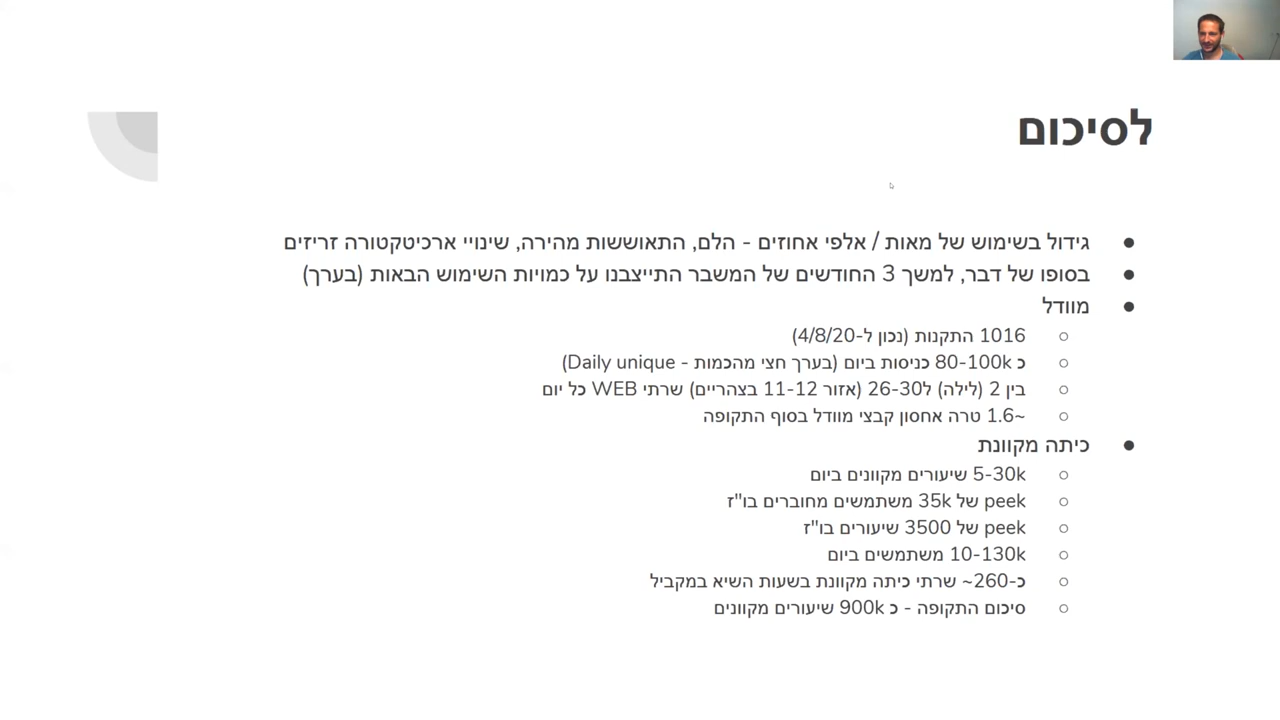 לסיכום
● גידול בשימוש של מאות / אלפי אחוזים - הלם, התאוששות מהירה, שינויי ארכיטקטורה זריזים
● בסופו של דבר, למשך 3 החודשים של המשבר התייצבנו על כמויות השימוש הבאות (בערך)
● מוודל
○ 1016 התקנות (נכון ל-4/8/20)
○ כ 80-100k כניסות ביום (בערך חצי מהכמות - Daily unique)
○ בין 2 (לילה) ל26-30 (אזור 11-12 בצהריים) שרתי WEB כל יום
○ ~1.6 טרה אחסון קבצי מוודל בסוף התקופה
● כיתה מקוונת
○ 5-30k שיעורים מקוונים ביום
○ peek של 35k משתמשים מחוברים בו"ז
○ peek של 3500 שיעורים בו"ז
○ 10-130k משתמשים ביום
○ כ-260~ שרתי כיתה מקוונת בשעות השיא במקביל
○ סיכום התקופה - כ 900k שיעורים מקוונים